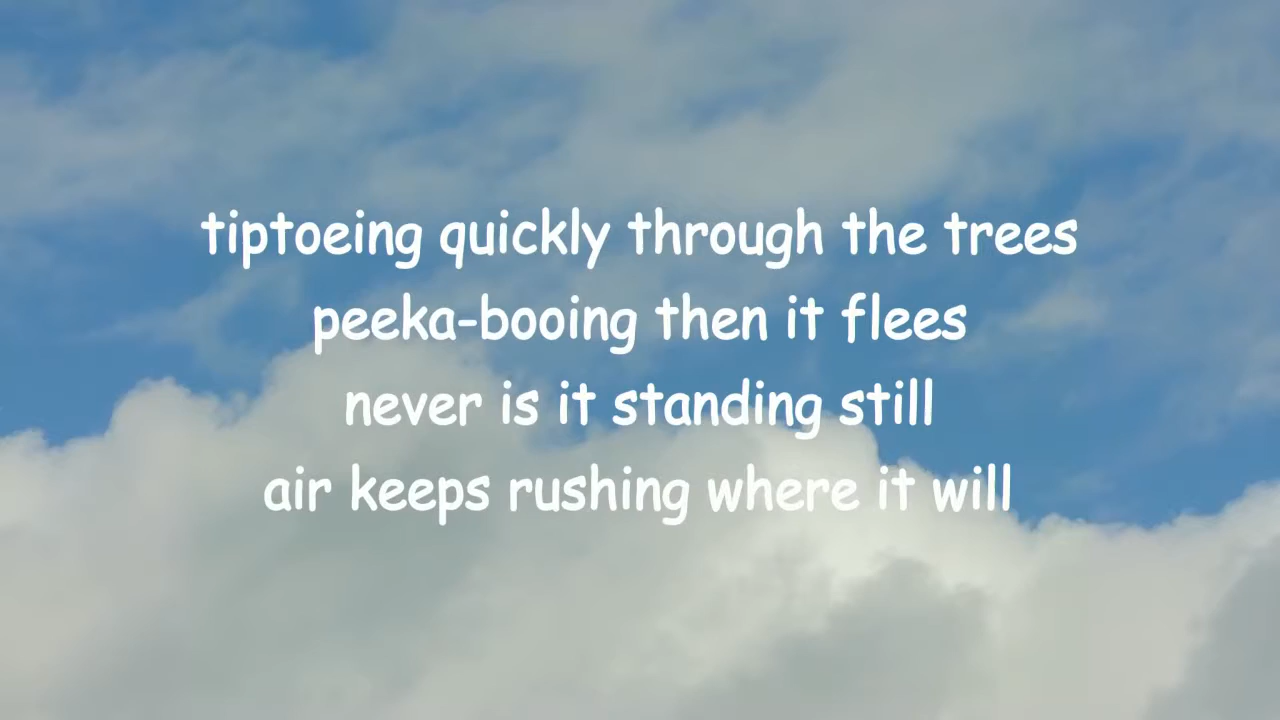 tiptoeing quickly through the trees
peeka-booing then it flees
never is it standing still
air keeps rushing where it will